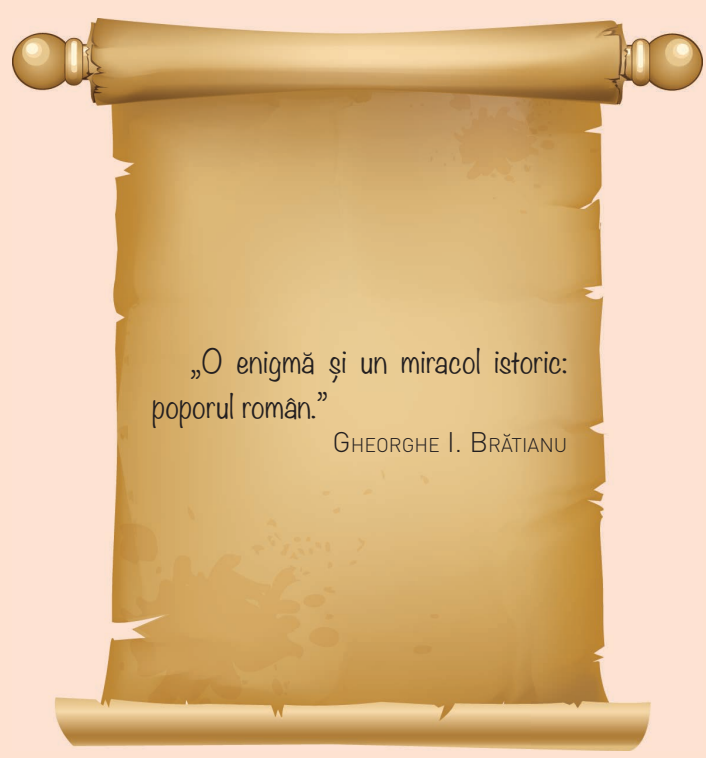 „O enigmă și un miracol istoric:
poporul român.”
Gheorghe I. Brătianu